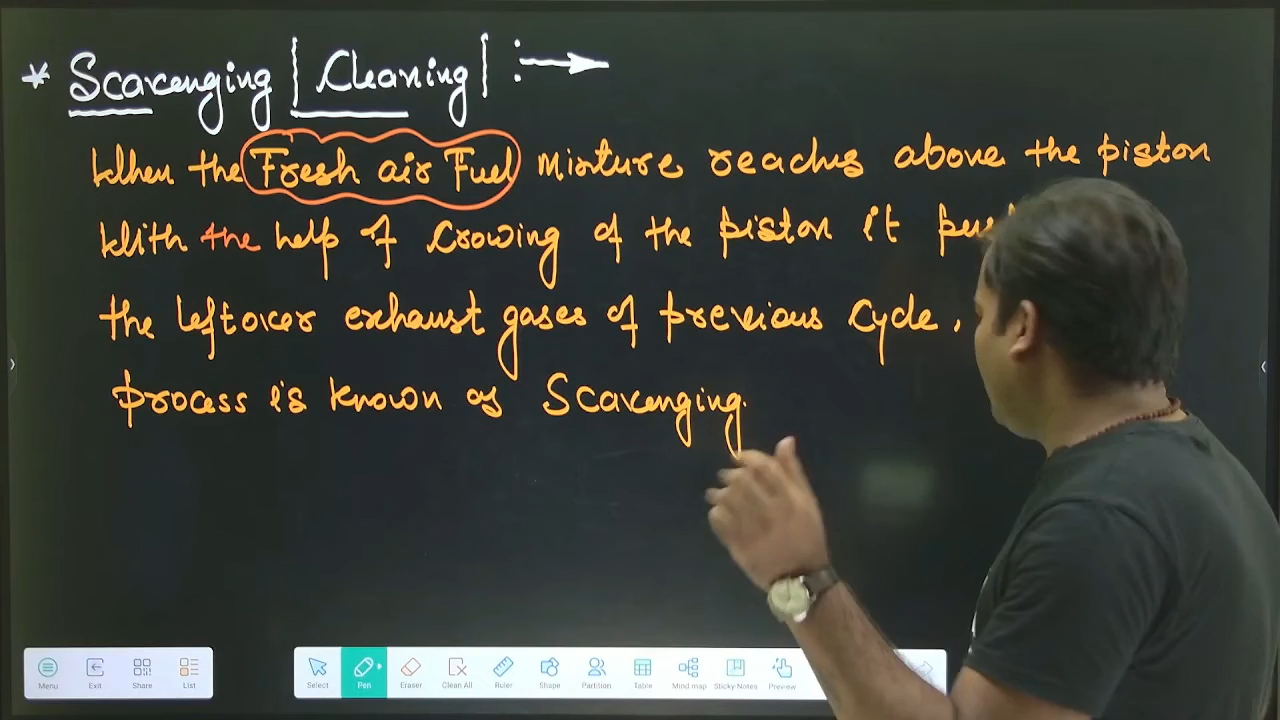 * Scavenging | Cleaning | :→
When the Fresh air Fuel Mixture reaches above the piston
With the help of Crowing of the piston it
the leftover exhaust gases of previous Cycle.
process is known as Scavenging.
Menu Exit Share List Select Pen Eraser Clean All Ruler Shape Partition Table Mind map Sticky Notes Preview